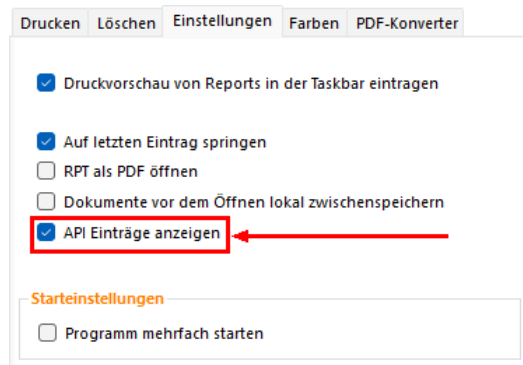 Drucken Löschen Einstellungen Farben PDF-Konverter
Druckvorschau von Reports in der Taskbar eintragen
Auf letzten Eintrag springen
RPT als PDF öffnen
Dokumente vor dem Öffnen lokal zwischenspeichern
API Einträge anzeigen
Starteinstellungen
Programm mehrfach starten